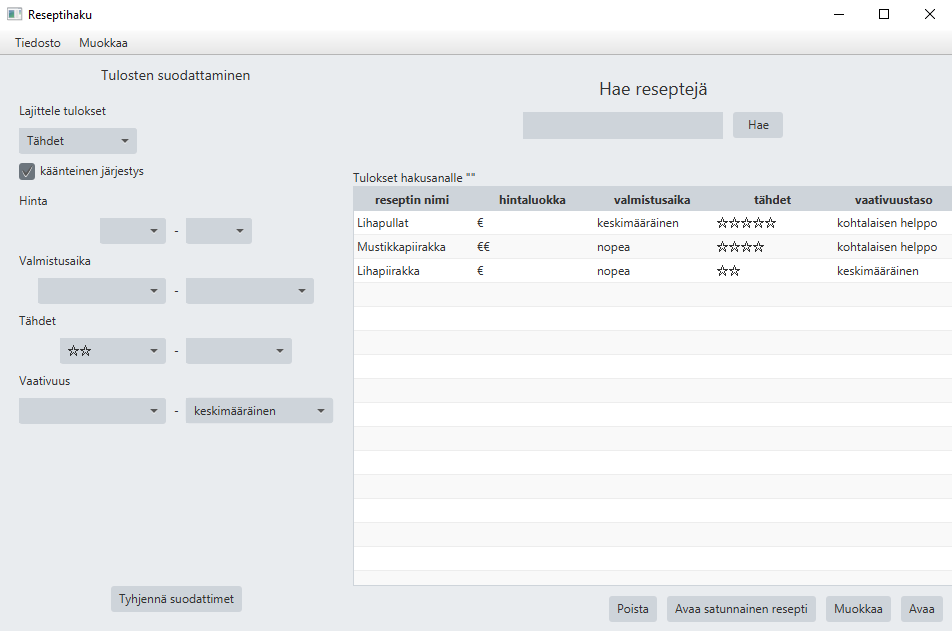 Reseptihaku
Tiedosto Muokkaa
Tulosten suodattaminen
Lajittele tulokset
Tähdet
käänteinen järjestys
Hinta
-
Valmistusaika
-
Tähdet
☆☆ -
Vaativuus
- keskimääräinen
Tyhjennä suodattimet
Hae reseptejä
Hae
Tulokset hakusanalle ""
reseptin nimi hintaluokka valmistusaika tähdet vaativuustaso
Lihapullat € keskimääräinen ☆☆☆☆☆ kohtalaisen helppo
Mustikkapiirakka €€ nopea ☆☆☆☆ kohtalaisen helppo
Lihapiirakka € nopea ☆☆ keskimääräinen
Poista Avaa satunnainen resepti Muokkaa Avaa